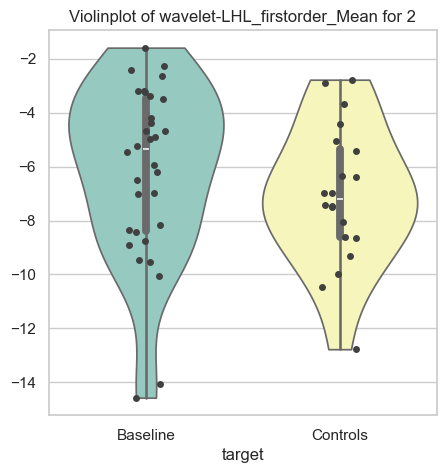 Violinplot of wavelet-LHL_firstorder_Mean for 2
−2
−4
−6
−8
−10
−12
−14
Baseline
Controls
target